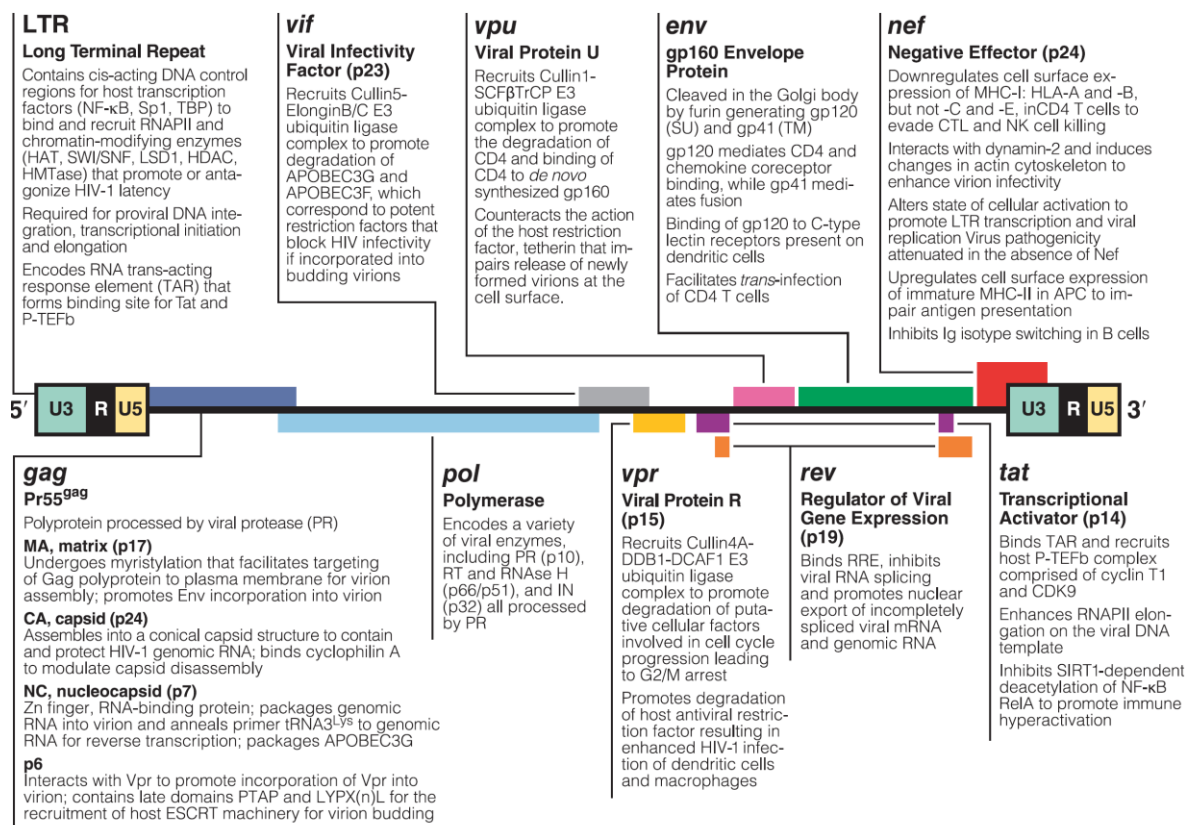 LTR
Long Terminal Repeat
Contains cis-acting DNA control
regions for host transcription
factors (NF-κB, Sp1, TBP) to
bind and recruit RNAPII and
chromatin-modifying enzymes
(HAT, SWI/SNF, LSD1, HDAC,
HMTase) that promote or anta-
gonize HIV-1 latency
Required for proviral DNA inte-
gration, transcriptional initiation
and elongation
Encodes RNA trans-acting
response element (TAR) that
forms binding site for Tat and
P-TEFb
vif
Viral Infectivity
Factor (p23)
Recruits Cullin5-
ElonginB/C E3
ubiquitin ligase
complex to promote
degradation of
APOBEC3G and
APOBEC3F, which
correspond to potent
restriction factors that
block HIV infectivity
if incorporated into
budding virions
vpu
Viral Protein U
Recruits Cullin1-
SCFβTrCP E3
ubiquitin ligase
complex to promote
the degradation of
CD4 and binding of
CD4 to de novo
synthesized gp160
Counteracts the action
of the host restriction
factor, tetherin that im-
pairs release of newly
formed virions at the
cell surface.
env
gp160 Envelope
Protein
Cleaved in the Golgi body
by furin generating gp120
(SU) and gp41 (TM)
gp120 mediates CD4 and
chemokine coreceptor
binding, while gp41 medi-
ates fusion
Binding of gp120 to C-type
lectin receptors present on
dendritic cells
Facilitates trans-infection
of CD4 T cells
nef
Negative Effector (p24)
Downregulates cell surface ex-
pression of MHC-I: HLA-A and -B,
but not -C and -E, inCD4 T cells to
evade CTL and NK cell killing
Interacts with dynamin-2 and induces
changes in actin cytoskeleton to
enhance virion infectivity
Alters state of cellular activation to
promote LTR transcription and viral
replication Virus pathogenicity
attenuated in the absence of Nef
Upregulates cell surface expression
of immature MHC-II in APC to im-
pair antigen presentation
Inhibits Ig isotype switching in B cells
5′ U3 R U5 U3 R U5 3′
gag
Pr55gag
Polyprotein processed by viral protease (PR)
MA, matrix (p17)
Undergoes myristylation that facilitates targeting
of Gag polyprotein to plasma membrane for virion
assembly; promotes Env incorporation into virion
CA, capsid (p24)
Assembles into a conical capsid structure to contain
and protect HIV-1 genomic RNA; binds cyclophilin A
to modulate capsid disassembly
NC, nucleocapsid (p7)
Zn finger, RNA-binding protein; packages genomic
RNA into virion and anneals primer tRNA3Lys to genomic
RNA for reverse transcription; packages APOBEC3G
p6
Interacts with Vpr to promote incorporation of Vpr into
virion; contains late domains PTAP and LYPX(n)L for the
recruitment of host ESCRT machinery for virion budding
pol
Polymerase
Encodes a variety
of viral enzymes,
including PR (p10),
RT and RNAse H
(p66/p51), and IN
(p32) all processed
by PR
vpr
Viral Protein R
(p15)
Recruits Cullin4A-
DDB1-DCAF1 E3
ubiquitin ligase
complex to promote
degradation of puta-
tive cellular factors
involved in cell cycle
progression leading
to G2/M arrest
Promotes degradation
of host antiviral restric-
tion factor resulting in
enhanced HIV-1 infec-
tion of dendritic cells
and macrophages
rev
Regulator of Viral
Gene Expression
(p19)
Binds RRE, inhibits
viral RNA splicing
and promotes nuclear
export of incompletely
spliced viral mRNA
and genomic RNA
tat
Transcriptional
Activator (p14)
Binds TAR and recruits
host P-TEFb complex
comprised of cyclin T1
and CDK9
Enhances RNAPII elon-
gation on the viral DNA
template
Inhibits SIRT1-dependent
deacetylation of NF-κB
RelA to promote immune
hyperactivation